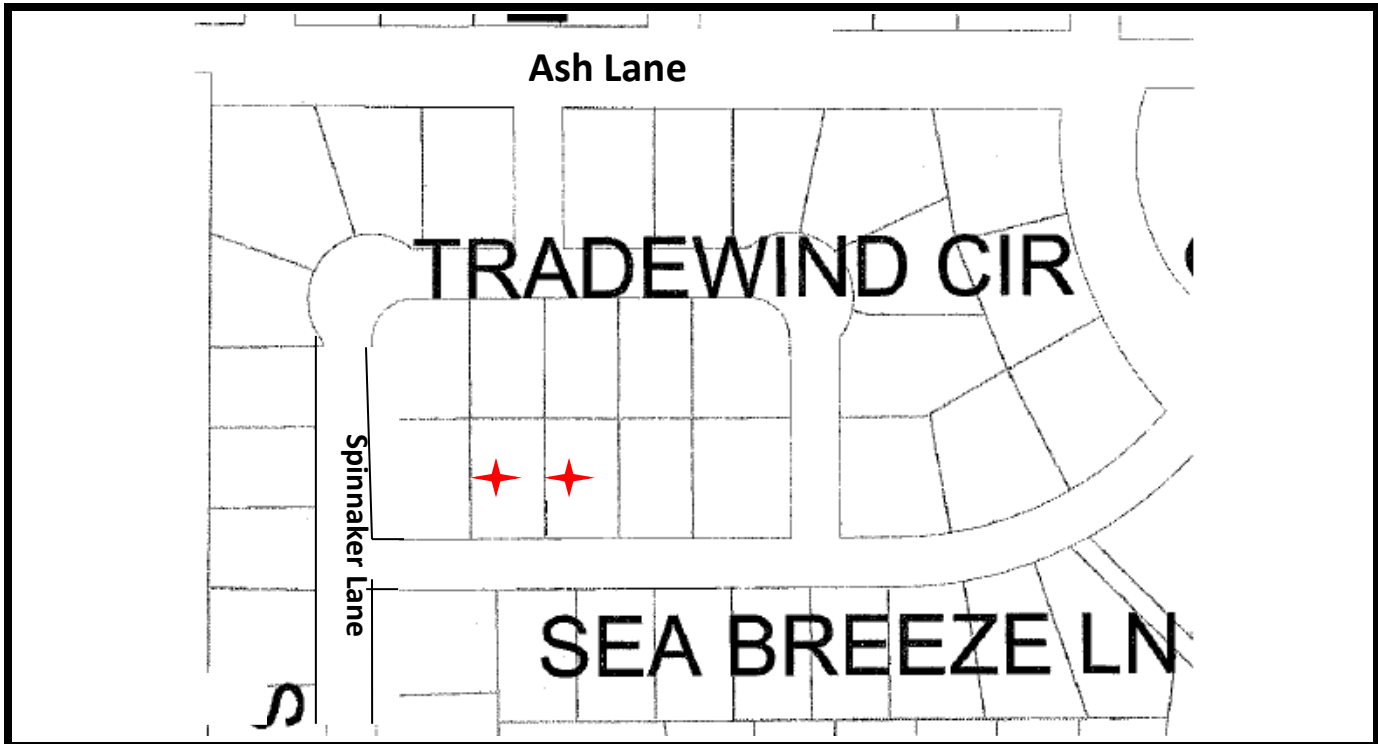 Ash Lane
TRADEWIND CIR
Spinnaker Lane
SEA BREEZE LN
S